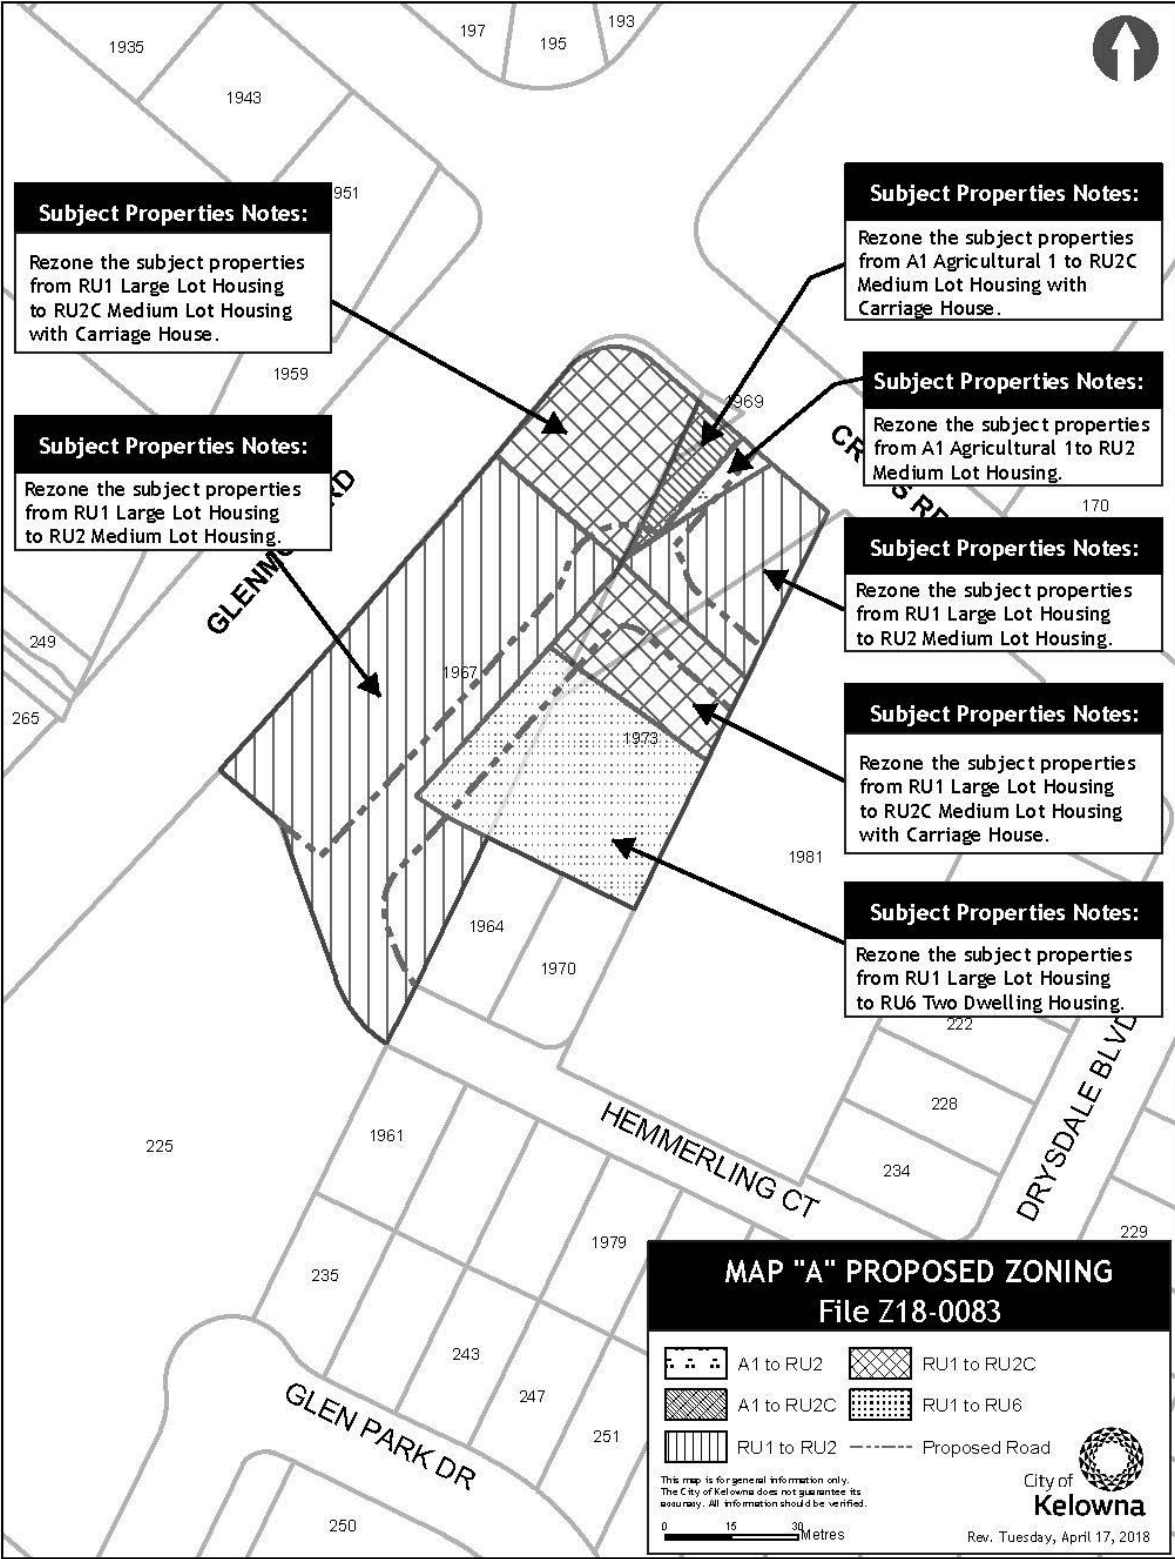 197
195
193
1935
1943
951
Subject Properties Notes:
Rezone the subject properties
from RU1 Large Lot Housing
to RU2C Medium Lot Housing
with Carriage House.
Subject Properties Notes:
Rezone the subject properties
from A1 Agricultural 1 to RU2C
Medium Lot Housing with
Carriage House.
1959
1969
Subject Properties Notes:
Rezone the subject properties
from A1 Agricultural 1to RU2
Medium Lot Housing.
Subject Properties Notes:
Rezone the subject properties
from RU1 Large Lot Housing
to RU2 Medium Lot Housing.
GLENM
RD
CR
S RD
170
Subject Properties Notes:
Rezone the subject properties
from RU1 Large Lot Housing
to RU2 Medium Lot Housing.
249
265
1967
1973
Subject Properties Notes:
Rezone the subject properties
from RU1 Large Lot Housing
to RU2C Medium Lot Housing
with Carriage House.
1981
Subject Properties Notes:
Rezone the subject properties
from RU1 Large Lot Housing
to RU6 Two Dwelling Housing.
1964
1970
222
228
234
229
DRYSDALE BLVD
HEMMERLING CT
225
1961
1979
235
243
247
251
250
GLEN PARK DR
MAP "A" PROPOSED ZONING
File Z18-0083
A1 to RU2
RU1 to RU2C
A1 to RU2C
RU1 to RU6
RU1 to RU2
Proposed Road
This map is for general information only.
The City of Kelowna does not guarantee its
accuracy. All information should be verified.
0 15 30 Metres
City of
Kelowna
Rev. Tuesday, April 17, 2018